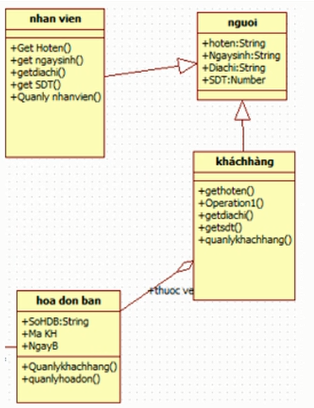 nhan vien
+Get Hoten()
+get ngaysinh()
+getdiachi()
+get SDT()
+Quanly nhanvien()
nguoi
+hoten:String
+Ngaysinh:String
+Diachi:String
+SDT:Number
kháchhàng
+gethoten()
+Operation1()
+getdiachi()
+getsdt()
+quanlykhachhang()
+thuoc ve
hoa don ban
+SoHDB:String
+Ma KH
+NgayB
+Quanlykhachhang()
+quanlyhoadon()